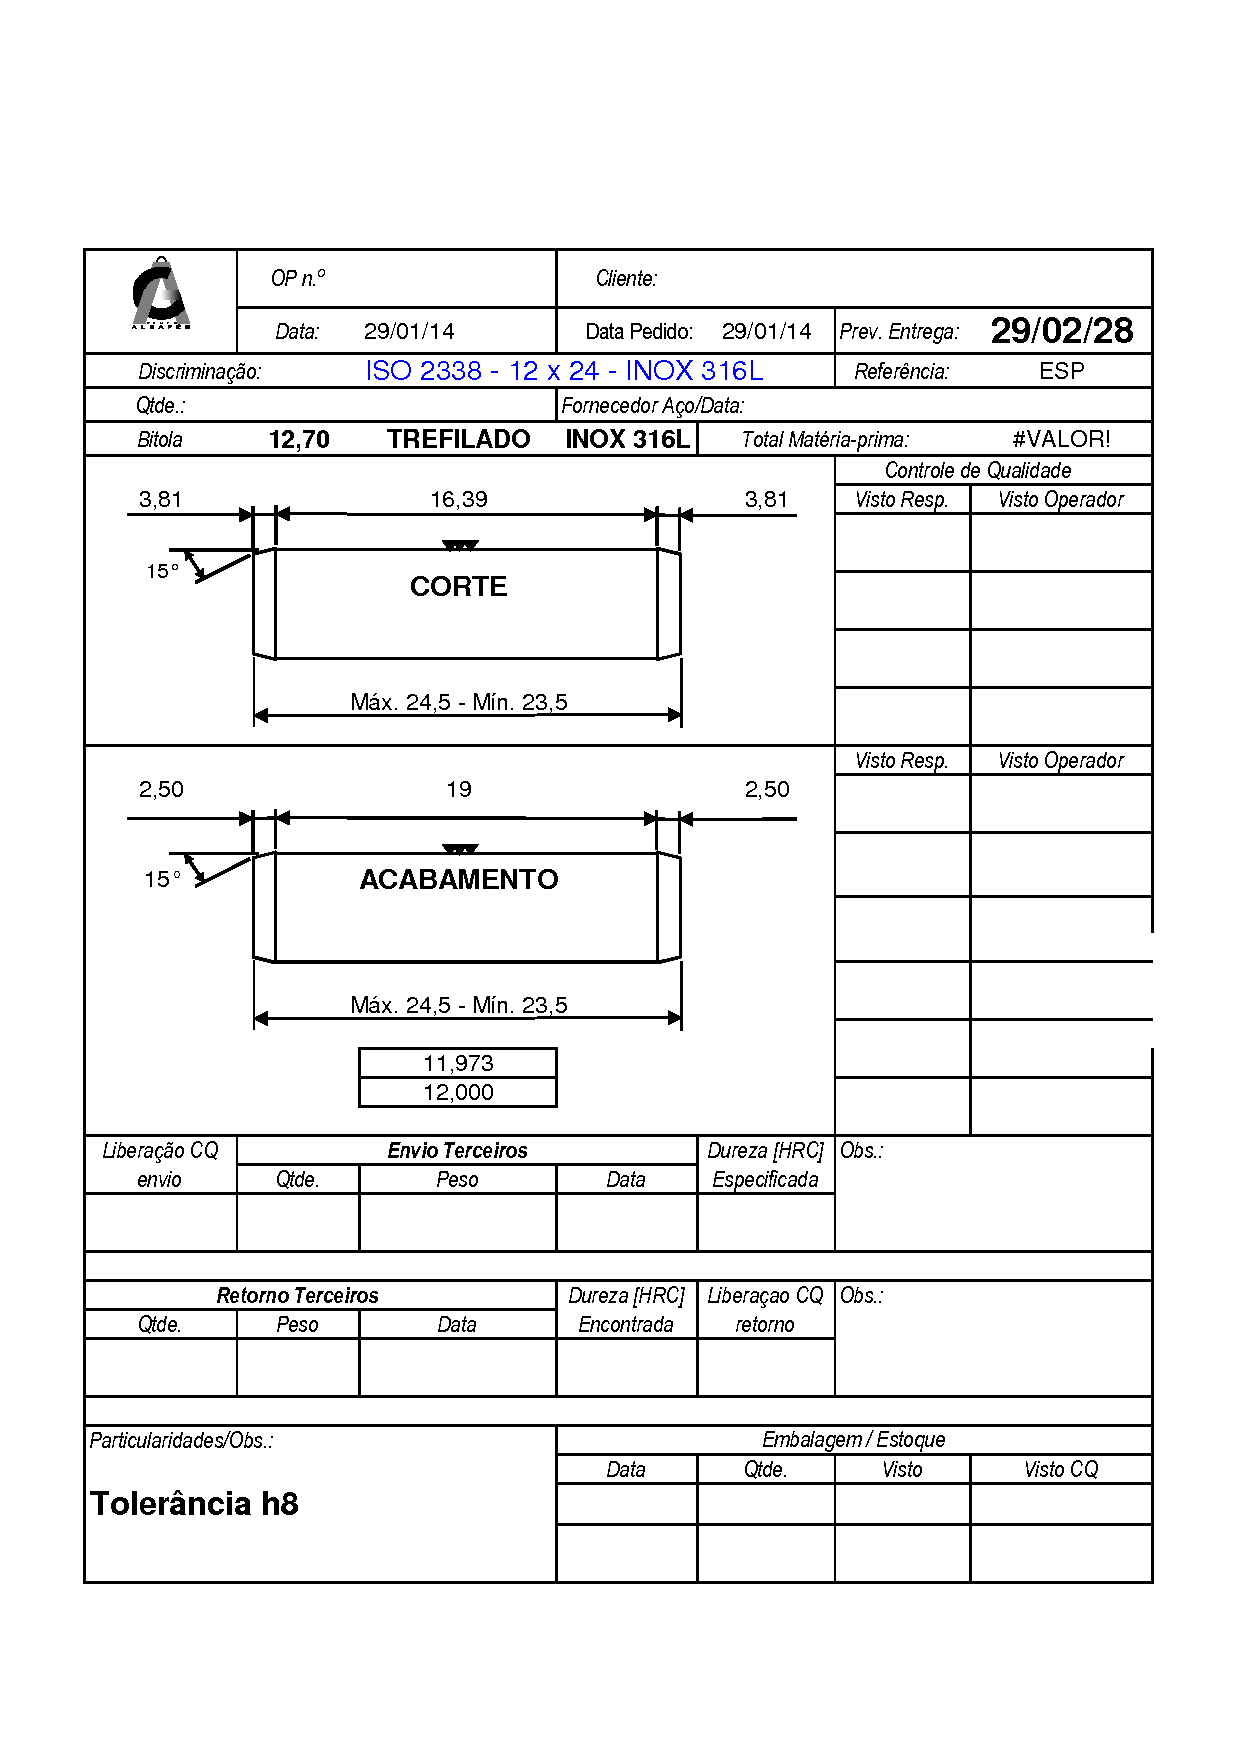 OP n.º Cliente:
ALBAPEC
Data: 29/01/14 Data Pedido: 29/01/14 Prev. Entrega: 29/02/28
Discriminação: ISO 2338 - 12 x 24 - INOX 316L Referência: ESP
Qtde.: Fornecedor Aço/Data:
Bitola 12,70 TREFILADO INOX 316L Total Matéria-prima: #VALOR!
Controle de Qualidade
3,81 16,39 3,81 Visto Resp. Visto Operador
15°
CORTE
Máx. 24,5 - Mín. 23,5
Visto Resp. Visto Operador
2,50 19 2,50
15°
ACABAMENTO
Máx. 24,5 - Mín. 23,5
11,973
12,000
Liberação CQ Envio Terceiros Dureza [HRC] Obs.:
envio Qtde. Peso Data Especificada
Retorno Terceiros Dureza [HRC] Liberaçao CQ Obs.:
Qtde. Peso Data Encontrada retorno
Particularidades/Obs.: Embalagem / Estoque
Data Qtde. Visto Visto CQ
Tolerância h8